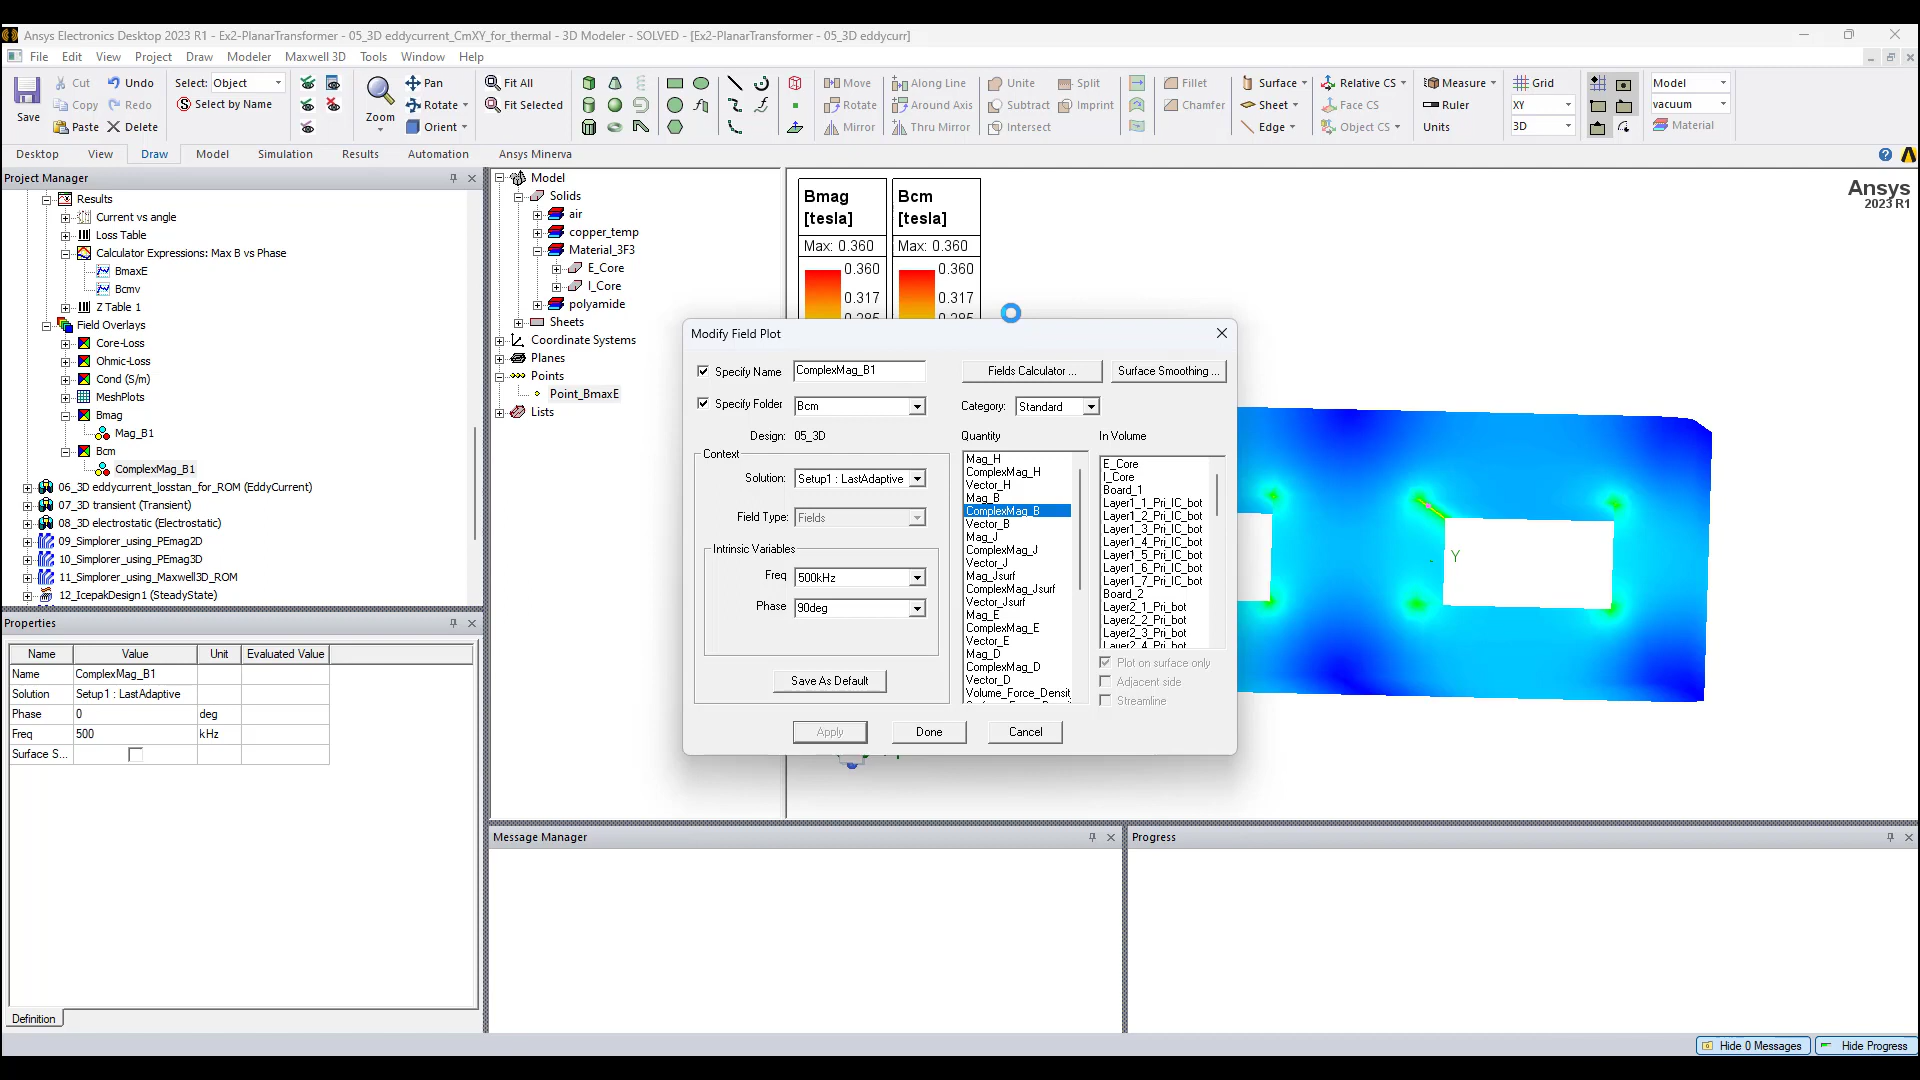 Ansys Electronics Desktop 2023 R1 - Ex2-PlanarTransformer - 05_3D eddycurrent_CmXY_for_thermal - 3D Modeler - SOLVED - [Ex2-PlanarTransformer - 05_3D eddycurr]
File Edit View Project Draw Modeler Maxwell 3D Tools Window Help
Save Cut Copy Paste Undo Redo Delete
Select: Object
Select by Name
Zoom Pan Rotate Orient Fit All Fit Selected
Move Rotate Mirror Along Line Around Axis Thru Mirror
Unite Subtract Intersect Split Imprint Fillet Chamfer
Surface Sheet Edge Relative CS Face CS Object CS
Measure Ruler Units Grid XY 3D Model vacuum Material
Desktop View Draw Model Simulation Results Automation Ansys Minerva
Project Manager
Results
Current vs angle
Loss Table
Calculator Expressions: Max B vs Phase
BmaxE
Bcmv
Z Table 1
Field Overlays
Core-Loss
Ohmic-Loss
Cond (S/m)
MeshPlots
Bmag
Mag_B1
Bcm
ComplexMag_B1
06_3D eddycurrent_losstan_for_ROM (EddyCurrent)
07_3D transient (Transient)
08_3D electrostatic (Electrostatic)
09_Simplorer_using_PEmag2D
10_Simplorer_using_PEmag3D
11_Simplorer_using_Maxwell3D_ROM
12_IcepakDesign1 (SteadyState)
Properties
Name Value Unit Evaluated Value
Name ComplexMag_B1
Solution Setup1 : LastAdaptive
Phase 0 deg
Freq 500 kHz
Surface S...
Definition
Model
Solids
air
copper_temp
Material_3F3
E_Core
I_Core
polyamide
Sheets
Coordinate Systems
Planes
Points
Point_BmaxE
Lists
Bmag
[tesla]
Max: 0.360
0.360
0.317
Bcm
[tesla]
Max: 0.360
0.360
0.317
Ansys
2023 R1
Y
Modify Field Plot
Specify Name ComplexMag_B1
Fields Calculator ... Surface Smoothing ...
Specify Folder Bcm
Category: Standard
Design: 05_3D
Context
Solution: Setup1 : LastAdaptive
Field Type: Fields
Intrinsic Variables
Freq 500kHz
Phase 90deg
Save As Default
Quantity
Mag_H
ComplexMag_H
Vector_H
Mag_B
ComplexMag_B
Vector_B
Mag_J
ComplexMag_J
Vector_J
Mag_Jsurf
ComplexMag_Jsurf
Vector_Jsurf
Mag_E
ComplexMag_E
Vector_E
Mag_D
ComplexMag_D
Vector_D
Volume_Force_Densit
In Volume
E_Core
I_Core
Board_1
Layer1_1_Pri_IC_bot
Layer1_2_Pri_IC_bot
Layer1_3_Pri_IC_bot
Layer1_4_Pri_IC_bot
Layer1_5_Pri_IC_bot
Layer1_6_Pri_IC_bot
Layer1_7_Pri_IC_bot
Board_2
Layer2_1_Pri_bot
Layer2_2_Pri_bot
Layer2_3_Pri_bot
Layer2_4_Pri_bot
Plot on surface only
Adjacent side
Streamline
Apply Done Cancel
Message Manager
Progress
Hide 0 Messages Hide Progress